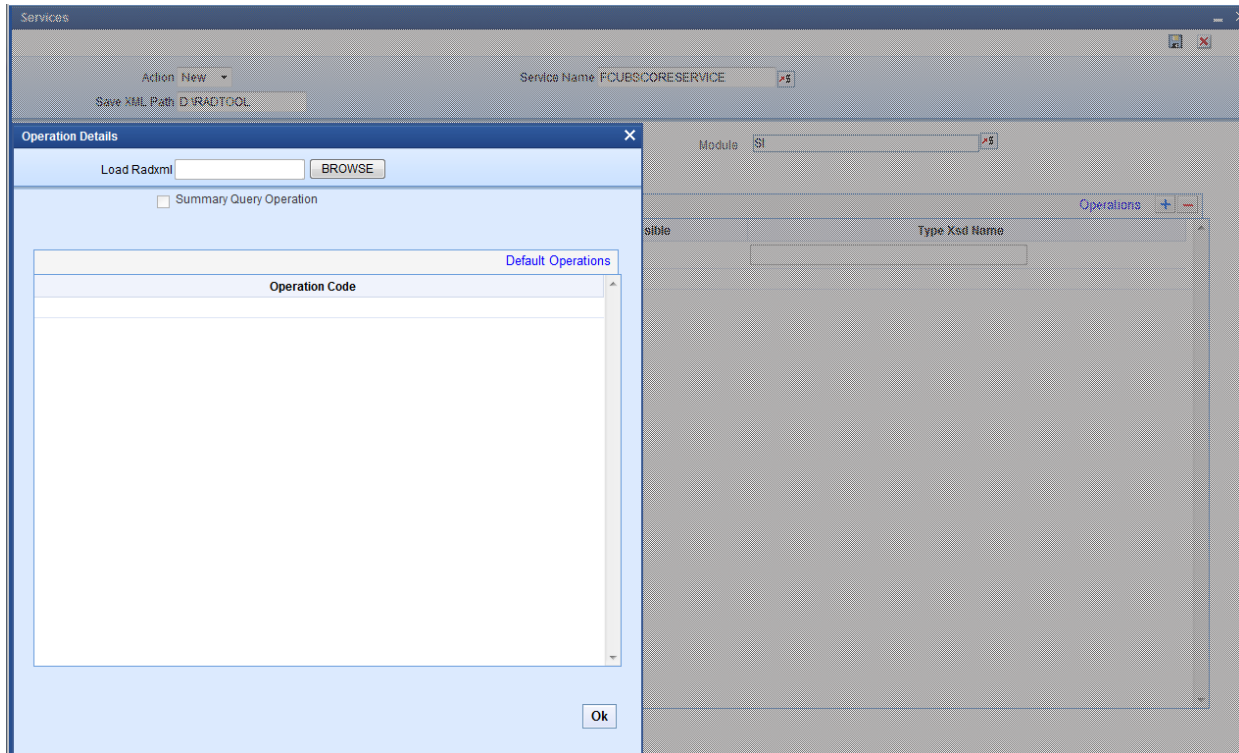 Services
Action New Service Name FCUBSCORESERVICE
Save XML Path D:\RADTOOL
Operation Details
Module SI
Load Radxml BROWSE
Summary Query Operation
Operations
sible Type Xsd Name
Default Operations
Operation Code
Ok